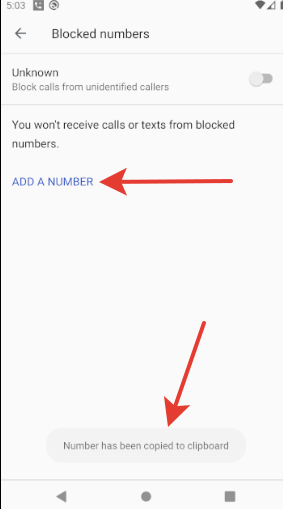 5:03
Blocked numbers
Unknown
Block calls from unidentified callers
You won't receive calls or texts from blocked
numbers.
ADD A NUMBER
Number has been copied to clipboard